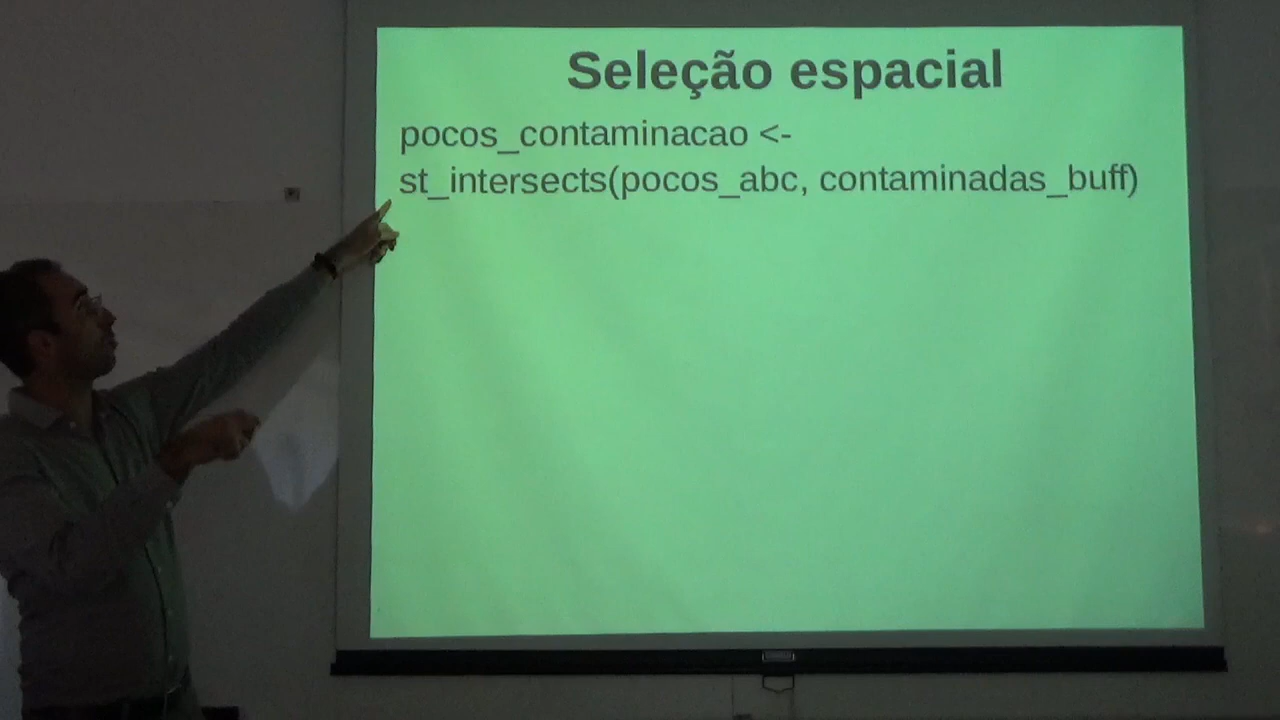 Seleção espacial
pocos_contaminacao <-
st_intersects(pocos_abc, contaminadas_buff)